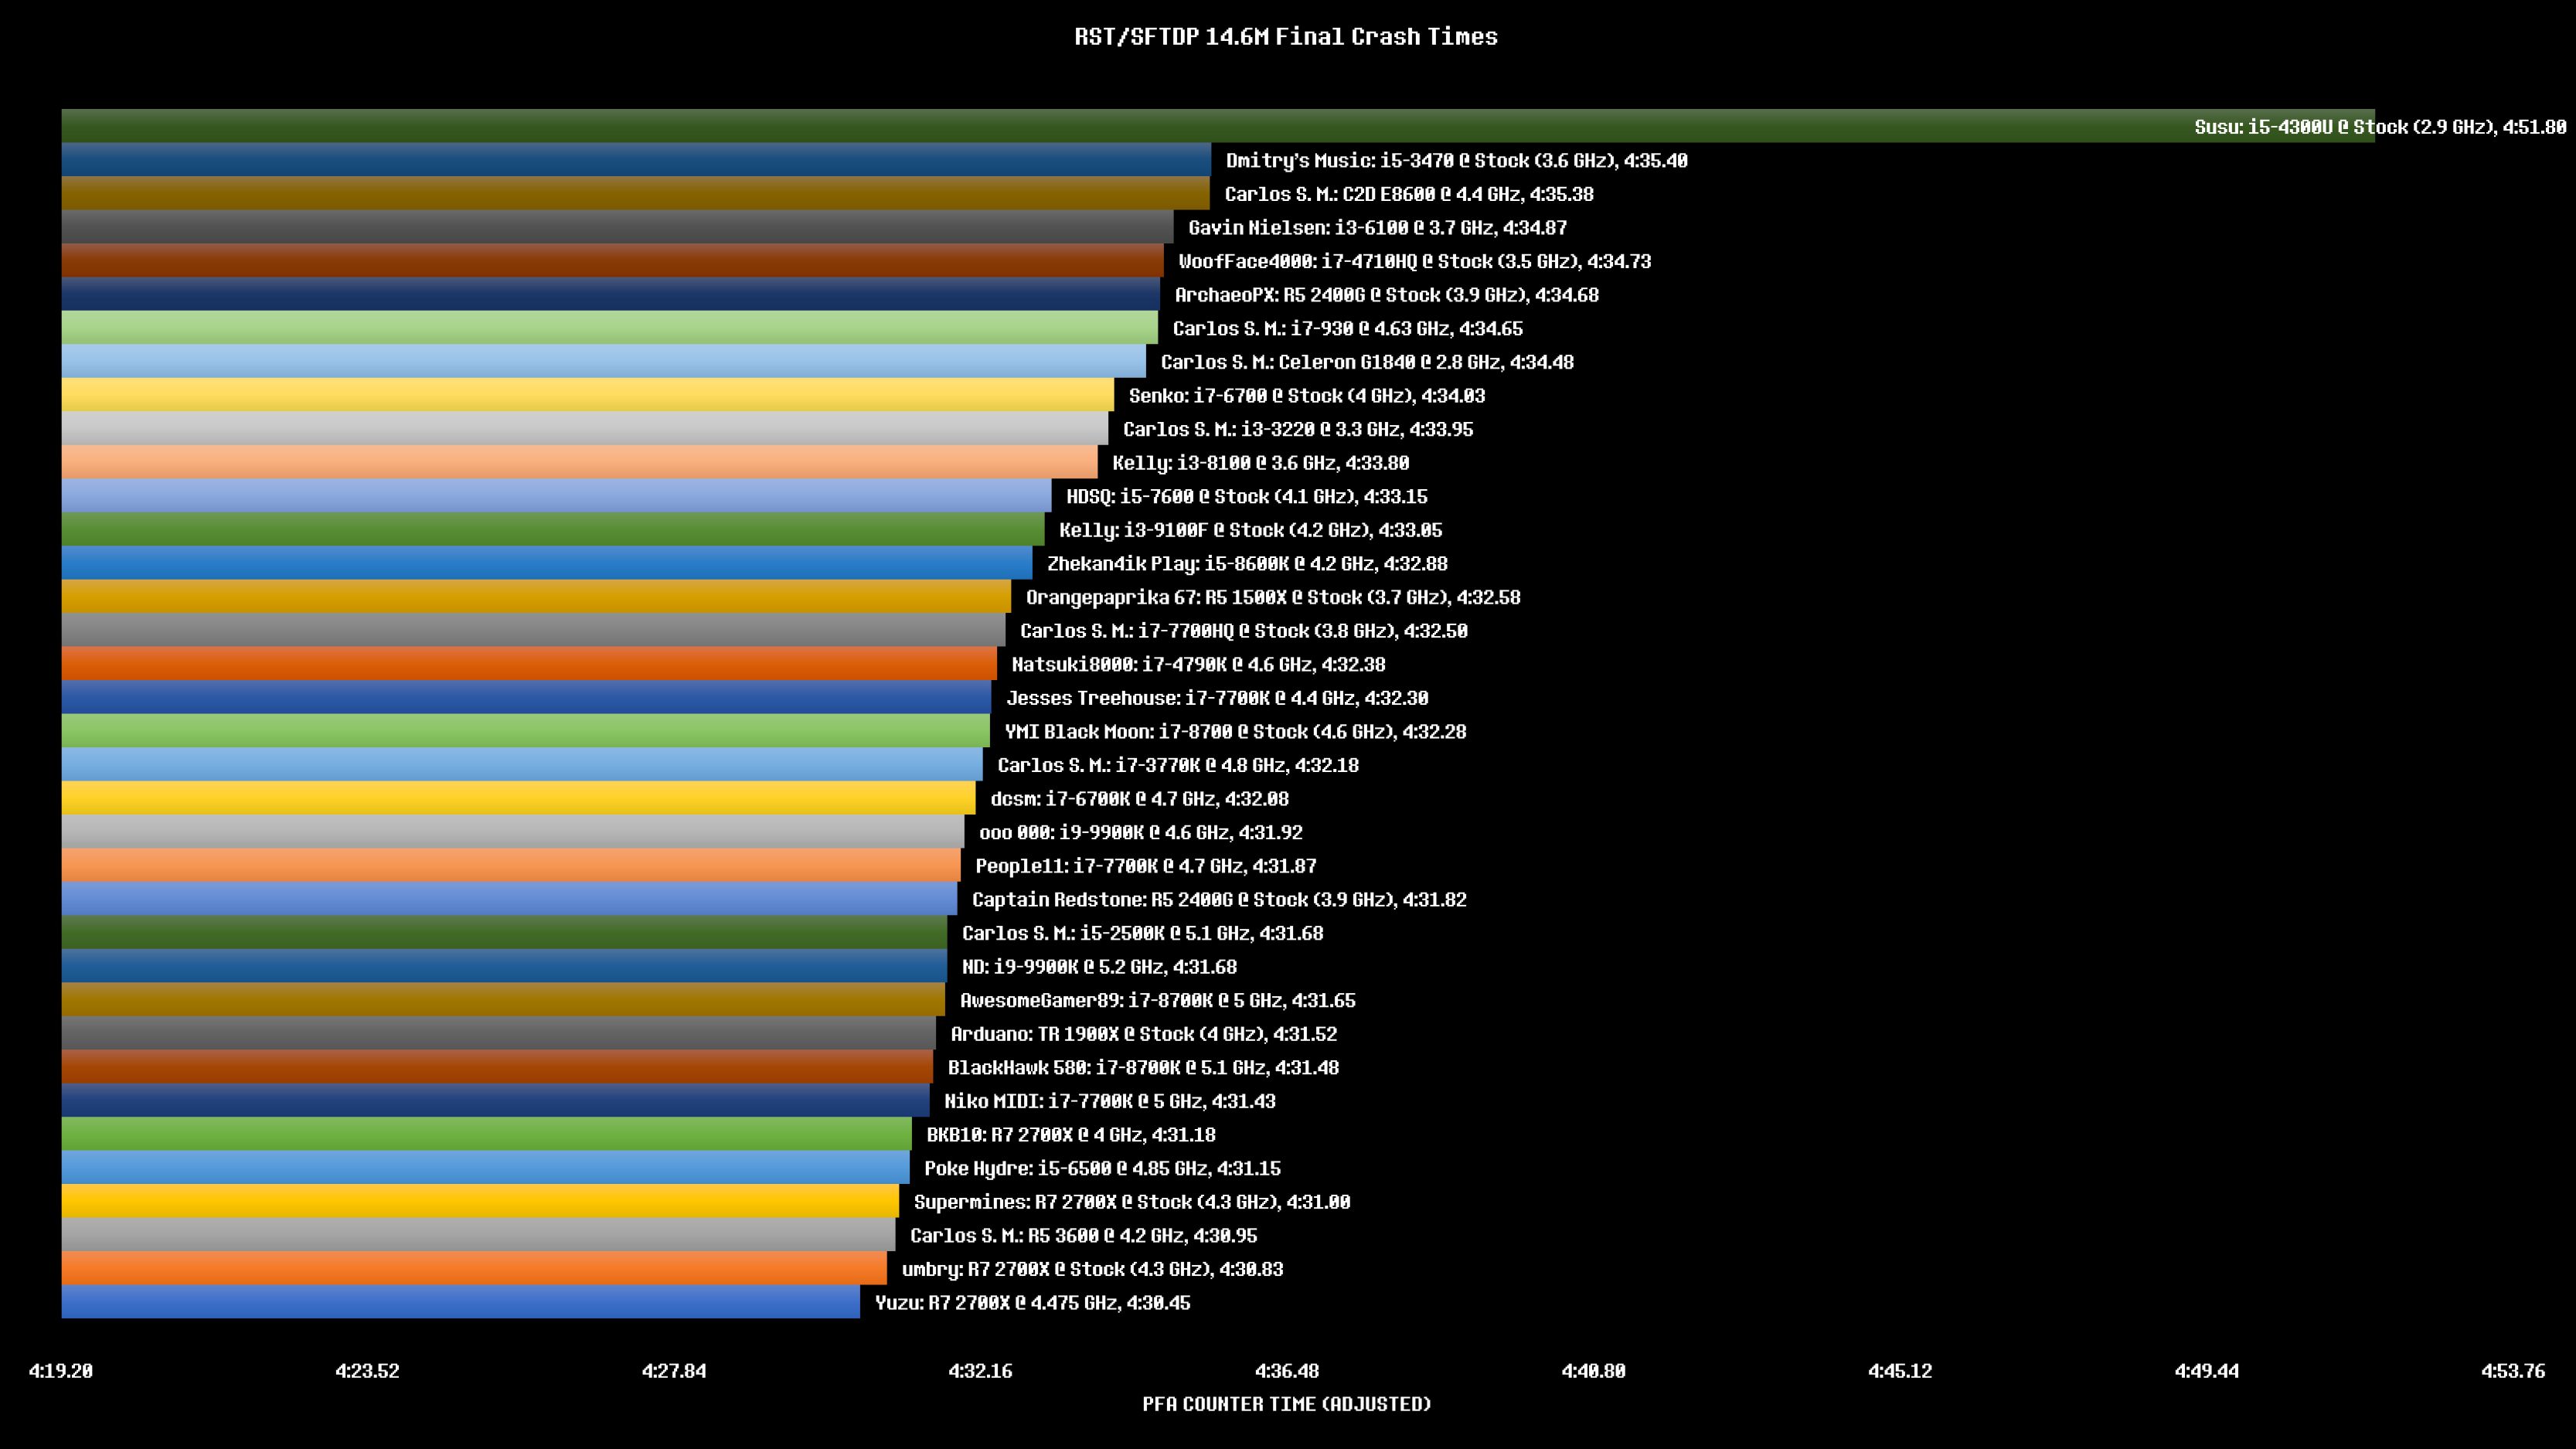 RST/SFTDP 14.6M Final Crash Times
Susu: i5-4300U @ Stock (2.9 GHz), 4:51.80
Dmitry's Music: i5-3470 @ Stock (3.6 GHz), 4:35.40
Carlos S. M.: C2D E8600 @ 4.4 GHz, 4:35.38
Gavin Nielsen: i3-6100 @ 3.7 GHz, 4:34.87
WoofFace4000: i7-4710HQ @ Stock (3.5 GHz), 4:34.73
ArchaeoPX: R5 2400G @ Stock (3.9 GHz), 4:34.68
Carlos S. M.: i7-930 @ 4.63 GHz, 4:34.65
Carlos S. M.: Celeron G1840 @ 2.8 GHz, 4:34.48
Senko: i7-6700 @ Stock (4 GHz), 4:34.03
Carlos S. M.: i3-3220 @ 3.3 GHz, 4:33.95
Kelly: i3-8100 @ 3.6 GHz, 4:33.80
HDSQ: i5-7600 @ Stock (4.1 GHz), 4:33.15
Kelly: i3-9100F @ Stock (4.2 GHz), 4:33.05
Zhekan4ik Play: i5-8600K @ 4.2 GHz, 4:32.88
Orangepaprika 67: R5 1500X @ Stock (3.7 GHz), 4:32.58
Carlos S. M.: i7-7700HQ @ Stock (3.8 GHz), 4:32.50
Natsuki8000: i7-4790K @ 4.6 GHz, 4:32.38
Jesses Treehouse: i7-7700K @ 4.4 GHz, 4:32.30
YMI Black Moon: i7-8700 @ Stock (4.6 GHz), 4:32.28
Carlos S. M.: i7-3770K @ 4.8 GHz, 4:32.18
dcsm: i7-6700K @ 4.7 GHz, 4:32.08
ooo 000: i9-9900K @ 4.6 GHz, 4:31.92
People11: i7-7700K @ 4.7 GHz, 4:31.87
Captain Redstone: R5 2400G @ Stock (3.9 GHz), 4:31.82
Carlos S. M.: i5-2500K @ 5.1 GHz, 4:31.68
ND: i9-9900K @ 5.2 GHz, 4:31.68
AwesomeGamer89: i7-8700K @ 5 GHz, 4:31.65
Arduano: TR 1900X @ Stock (4 GHz), 4:31.52
BlackHawk 580: i7-8700K @ 5.1 GHz, 4:31.48
Niko MIDI: i7-7700K @ 5 GHz, 4:31.43
BKB10: R7 2700X @ 4 GHz, 4:31.18
Poke Hydre: i5-6500 @ 4.85 GHz, 4:31.15
Supermines: R7 2700X @ Stock (4.3 GHz), 4:31.00
Carlos S. M.: R5 3600 @ 4.2 GHz, 4:30.95
umbry: R7 2700X @ Stock (4.3 GHz), 4:30.83
Yuzu: R7 2700X @ 4.475 GHz, 4:30.45
4:19.20 4:23.52 4:27.84 4:32.16 4:36.48 4:40.80 4:45.12 4:49.44 4:53.76
PFA COUNTER TIME (ADJUSTED)